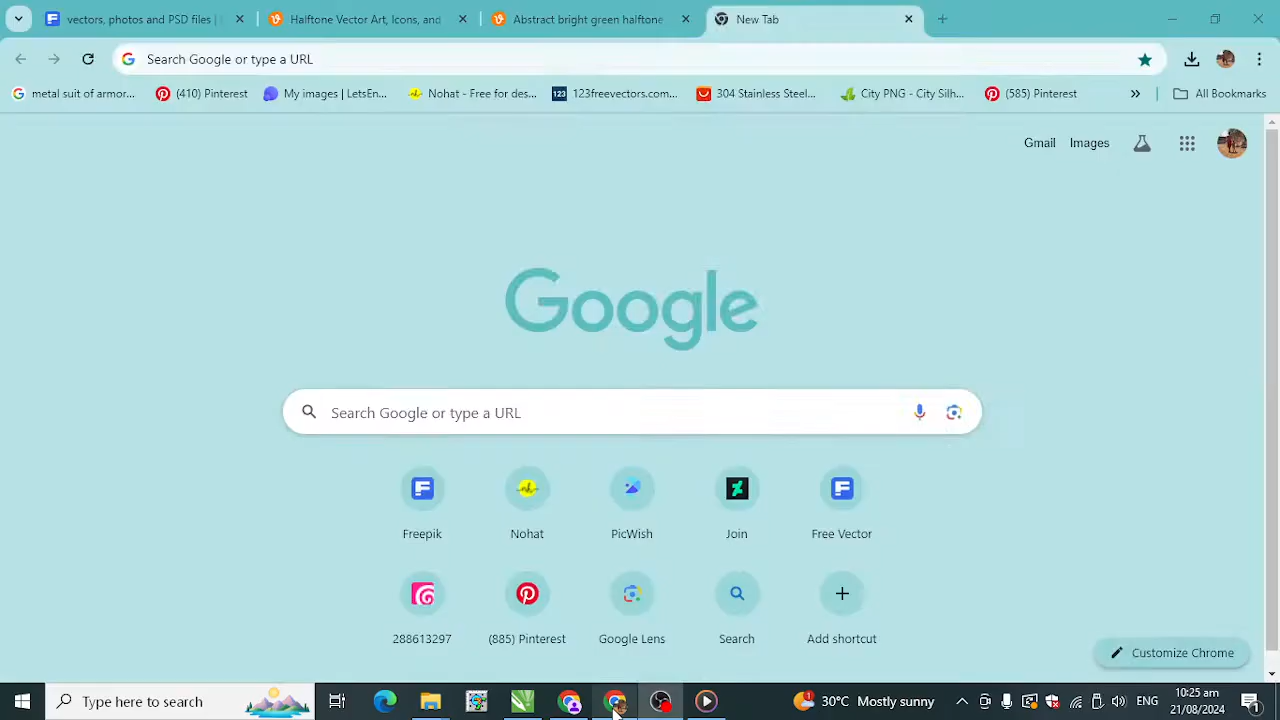 vectors, photos and PSD files |
Halftone Vector Art, Icons, and
Abstract bright green halftone
New Tab
Search Google or type a URL
metal suit of armor...
(410) Pinterest
My images | LetsEn...
Nohat - Free for des...
123
123freevectors.com...
304 Stainless Steel...
City PNG - City Silh...
(585) Pinterest
All Bookmarks
Gmail
Images
Google
Search Google or type a URL
Freepik
Nohat
PicWish
Join
Free Vector
288613297
(885) Pinterest
Google Lens
Search
Add shortcut
Customize Chrome
Type here to search
1
30°C Mostly sunny
ENG
10:25 am
21/08/2024
1